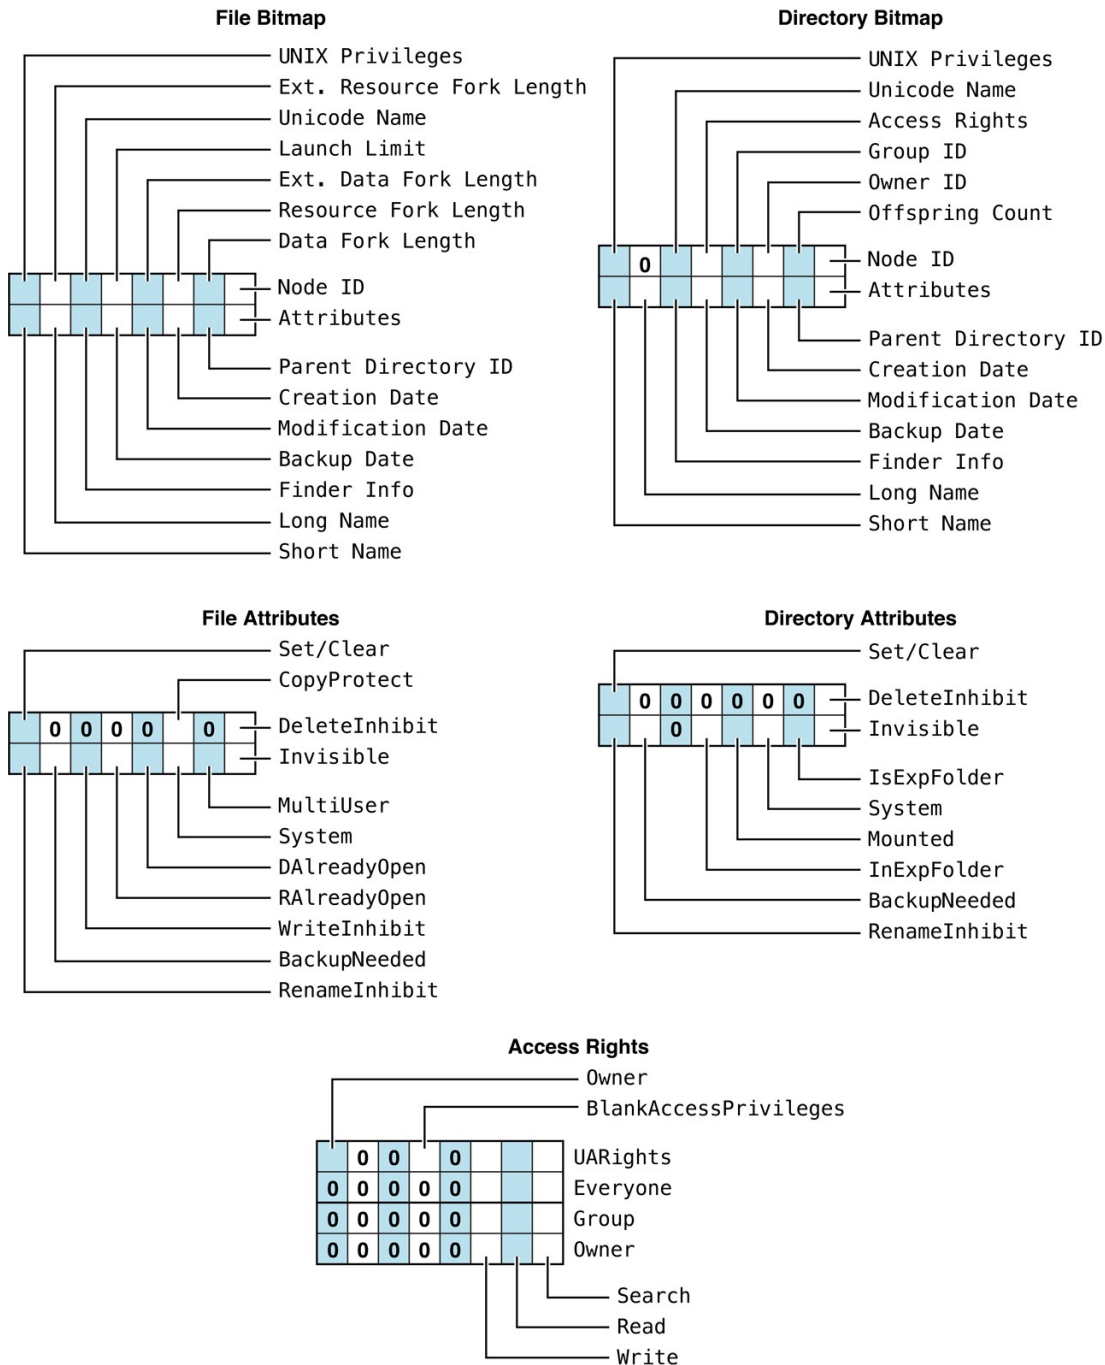 File Bitmap
UNIX Privileges
Ext. Resource Fork Length
Unicode Name
Launch Limit
Ext. Data Fork Length
Resource Fork Length
Data Fork Length
Node ID
Attributes
Parent Directory ID
Creation Date
Modification Date
Backup Date
Finder Info
Long Name
Short Name
Directory Bitmap
UNIX Privileges
Unicode Name
Access Rights
Group ID
Owner ID
Offspring Count
0
Node ID
Attributes
Parent Directory ID
Creation Date
Modification Date
Backup Date
Finder Info
Long Name
Short Name
File Attributes
Set/Clear
CopyProtect
0 0 0 0 0
DeleteInhibit
Invisible
MultiUser
System
DAlreadyOpen
RAlreadyOpen
WriteInhibit
BackupNeeded
RenameInhibit
Directory Attributes
Set/Clear
0 0 0 0 0 0
DeleteInhibit
0
Invisible
IsExpFolder
System
Mounted
InExpFolder
BackupNeeded
RenameInhibit
Access Rights
Owner
BlankAccessPrivileges
0 0 0 UARights
0 0 0 0 0 Everyone
0 0 0 0 0 Group
0 0 0 0 0 Owner
Search
Read
Write